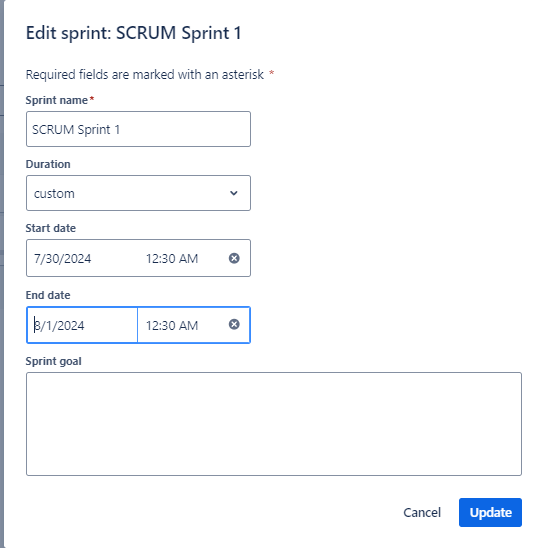 Edit sprint: SCRUM Sprint 1
Required fields are marked with an asterisk *
Sprint name*
SCRUM Sprint 1
Duration
custom
Start date
7/30/2024 12:30 AM
End date
8/1/2024 12:30 AM
Sprint goal
Cancel Update